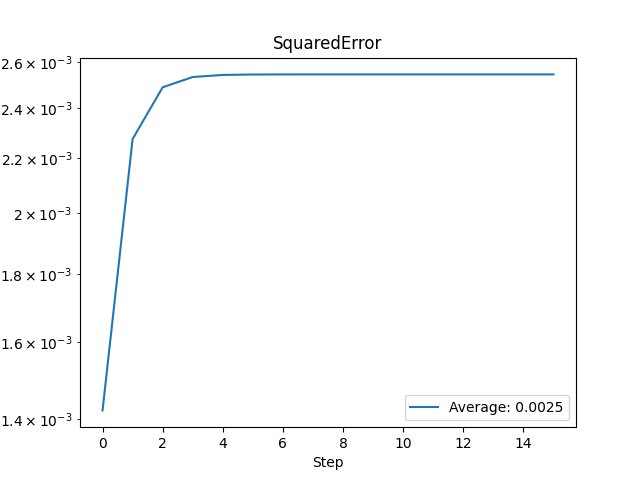 SquaredError
2.6 × 10⁻³
2.4 × 10⁻³
2.2 × 10⁻³
2 × 10⁻³
1.8 × 10⁻³
1.6 × 10⁻³
1.4 × 10⁻³
Average: 0.0025
0 2 4 6 8 10 12 14
Step